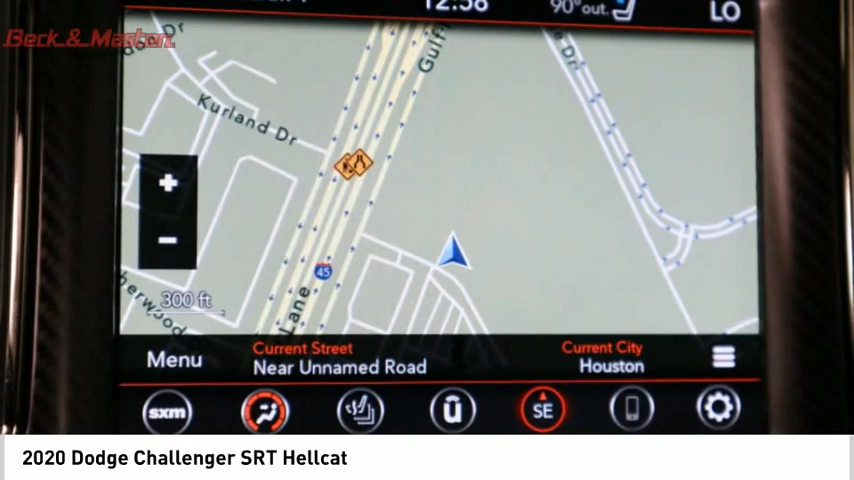 12:58
90° out.
LO
Beck & Masten
Gulf
e Dr
Kurland Dr
+
-
45
300 ft
Lane
herwood
Menu
Current Street
Near Unnamed Road
Current City
Houston
sxm
SE
2020 Dodge Challenger SRT Hellcat